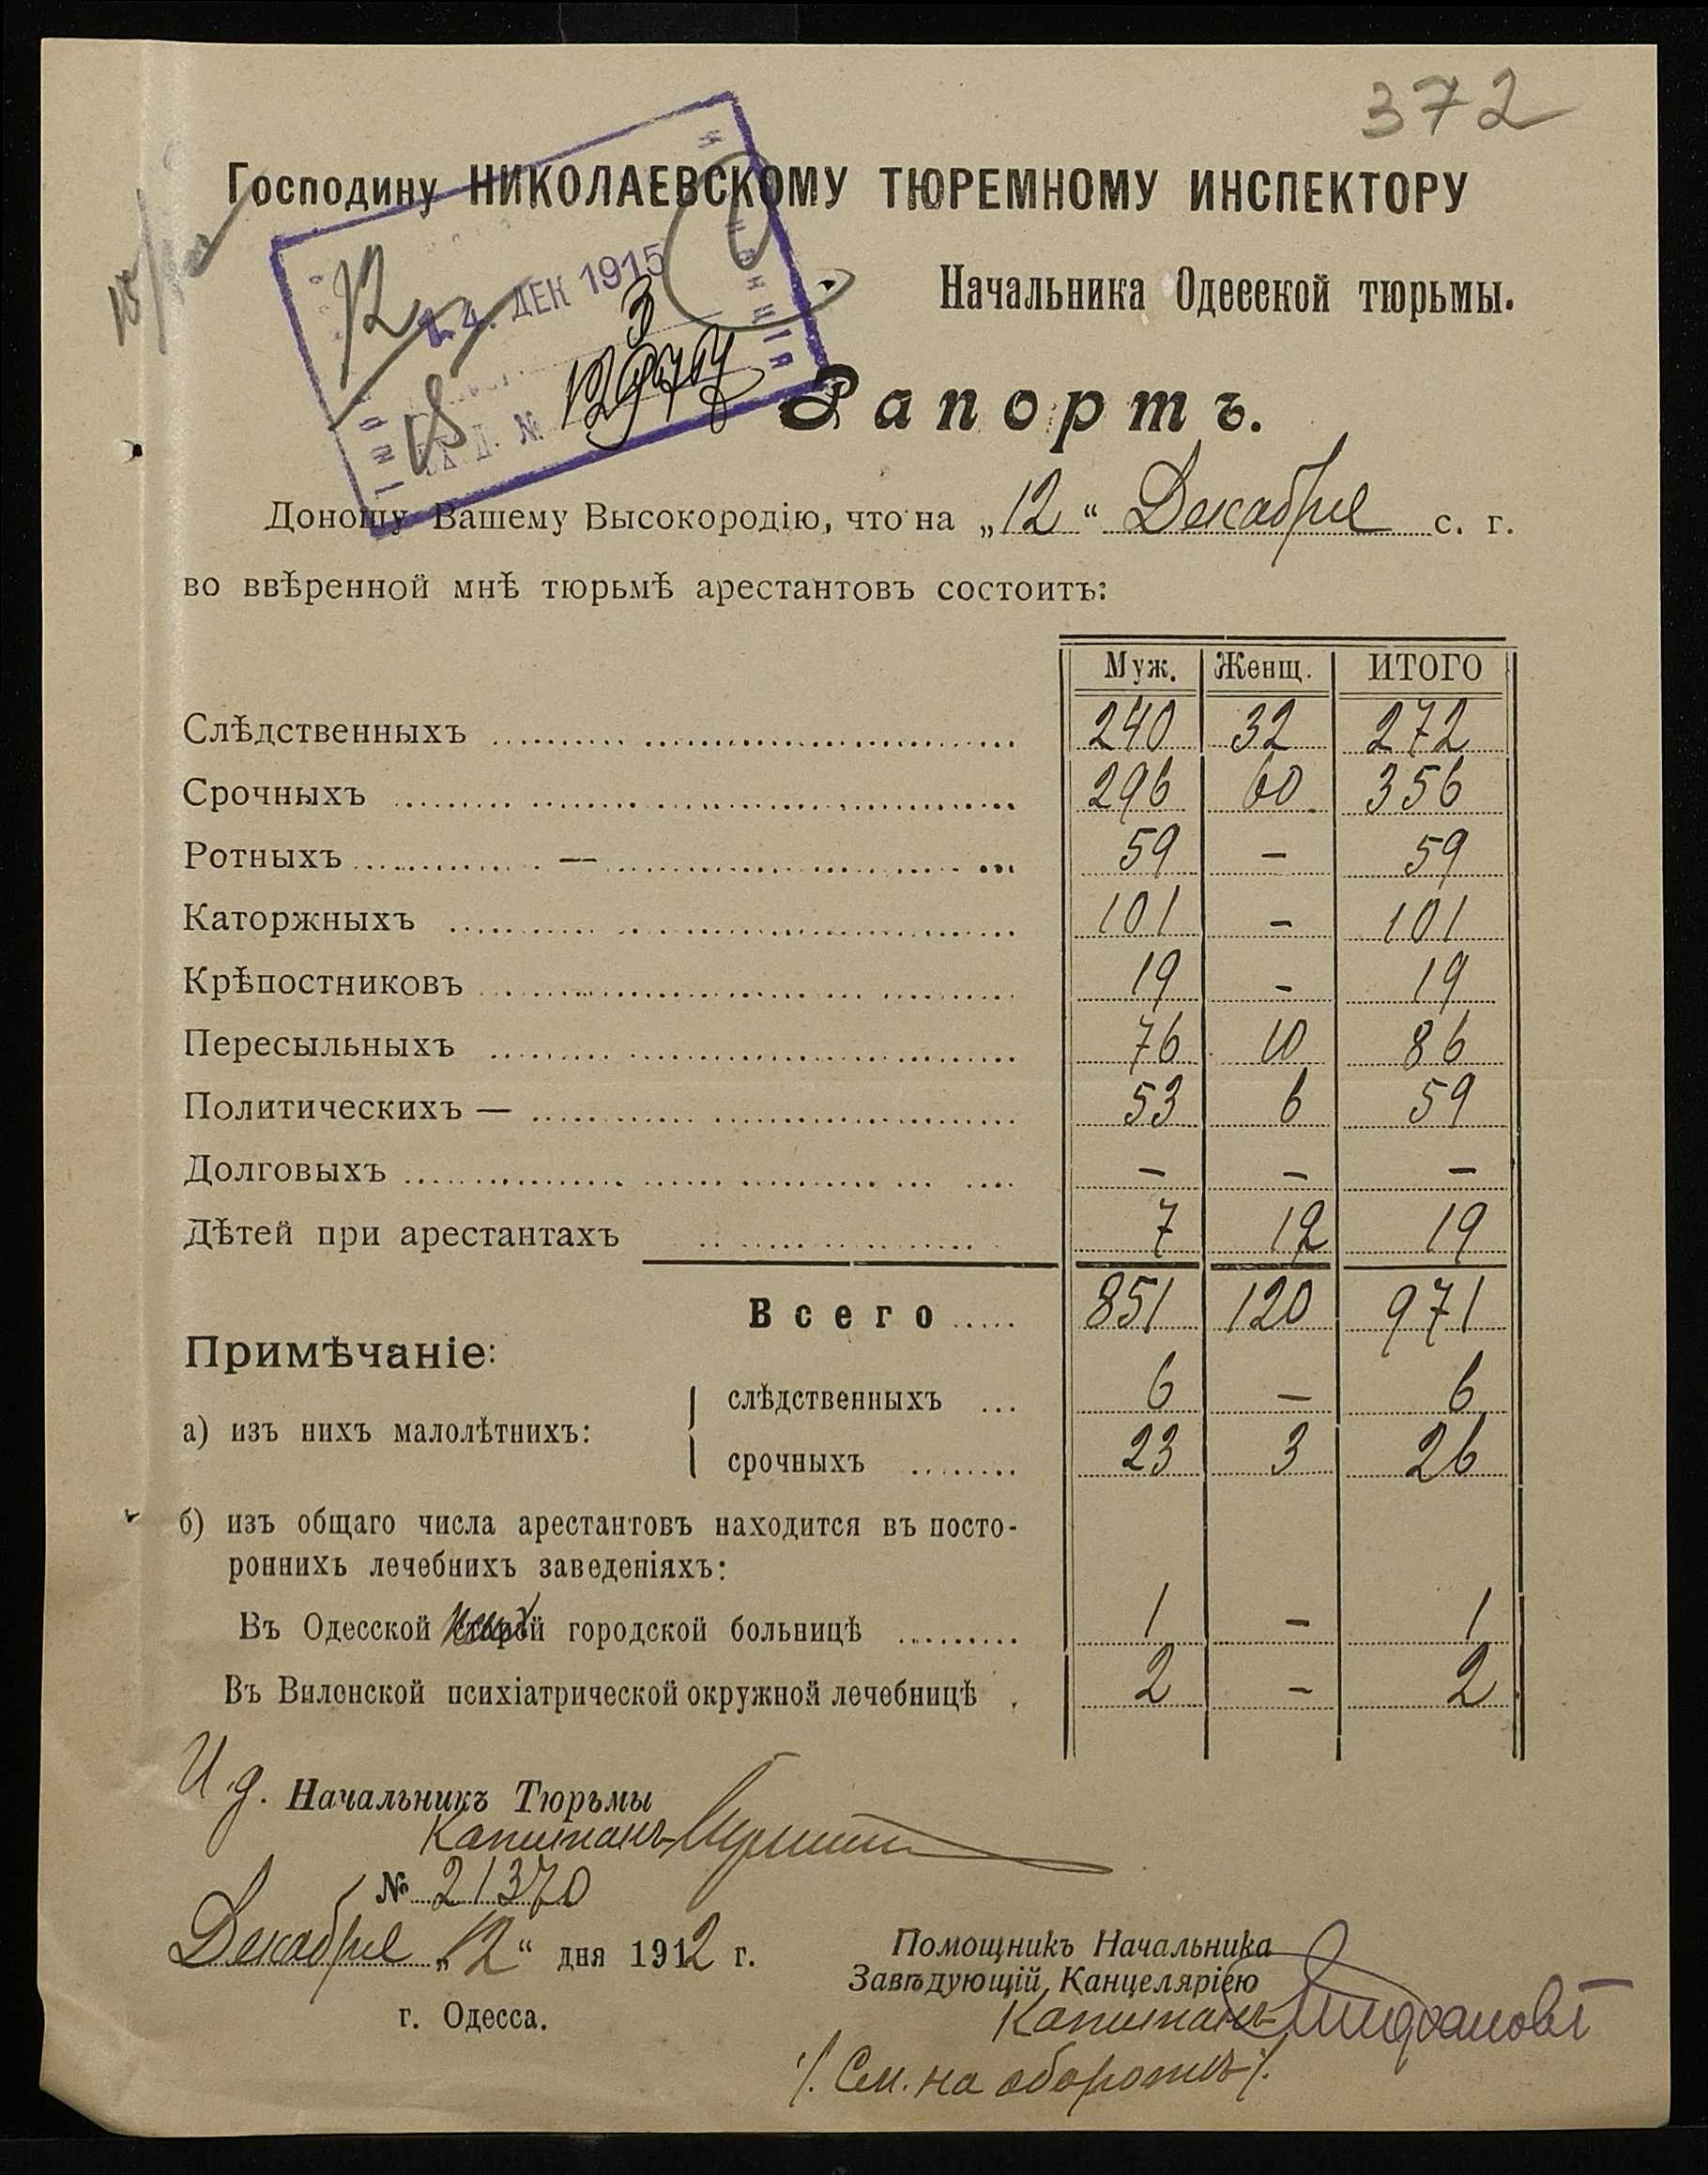 372
Господину НИКОЛАЕВСКОМУ ТЮРЕМНОМУ ИНСПЕКТОРУ
Начальника Одесской тюрьмы.
ДЕК 1915
12
№
Рапортъ.
Доношу Вашему Высокородію, что на „12“ Декабря с. г.
во ввѣренной мнѣ тюрьмѣ арестантовъ состоитъ:
Муж. Женщ. ИТОГО
Слѣдственныхъ 240 32 272
Срочныхъ 296 60 356
Ротныхъ — 59 - 59
Каторжныхъ 101 - 101
Крѣпостниковъ 19 - 19
Пересыльныхъ 76 10 86
Политическихъ — 53 6 59
Долговыхъ - - -
Дѣтей при арестантахъ 7 12 19
Всего 851 120 971
Примѣчаніе:
а) изъ нихъ малолѣтнихъ:
слѣдственныхъ 6 - 6
срочныхъ 23 3 26
б) изъ общаго числа арестантовъ находится въ посто-
роннихъ лечебнихъ заведеніяхъ:
Въ Одесской городской больницѣ 1 - 1
Въ Виленской психіатрической окружной лечебницѣ 2 - 2
И.д. Начальникъ Тюрьмы
Капитанъ
№ 21370
Декабря „12“ дня 1912 г.
г. Одесса.
Помощникъ Начальника
Завѣдующій Канцеляріею
Капитанъ
/. См. на оборотѣ /.